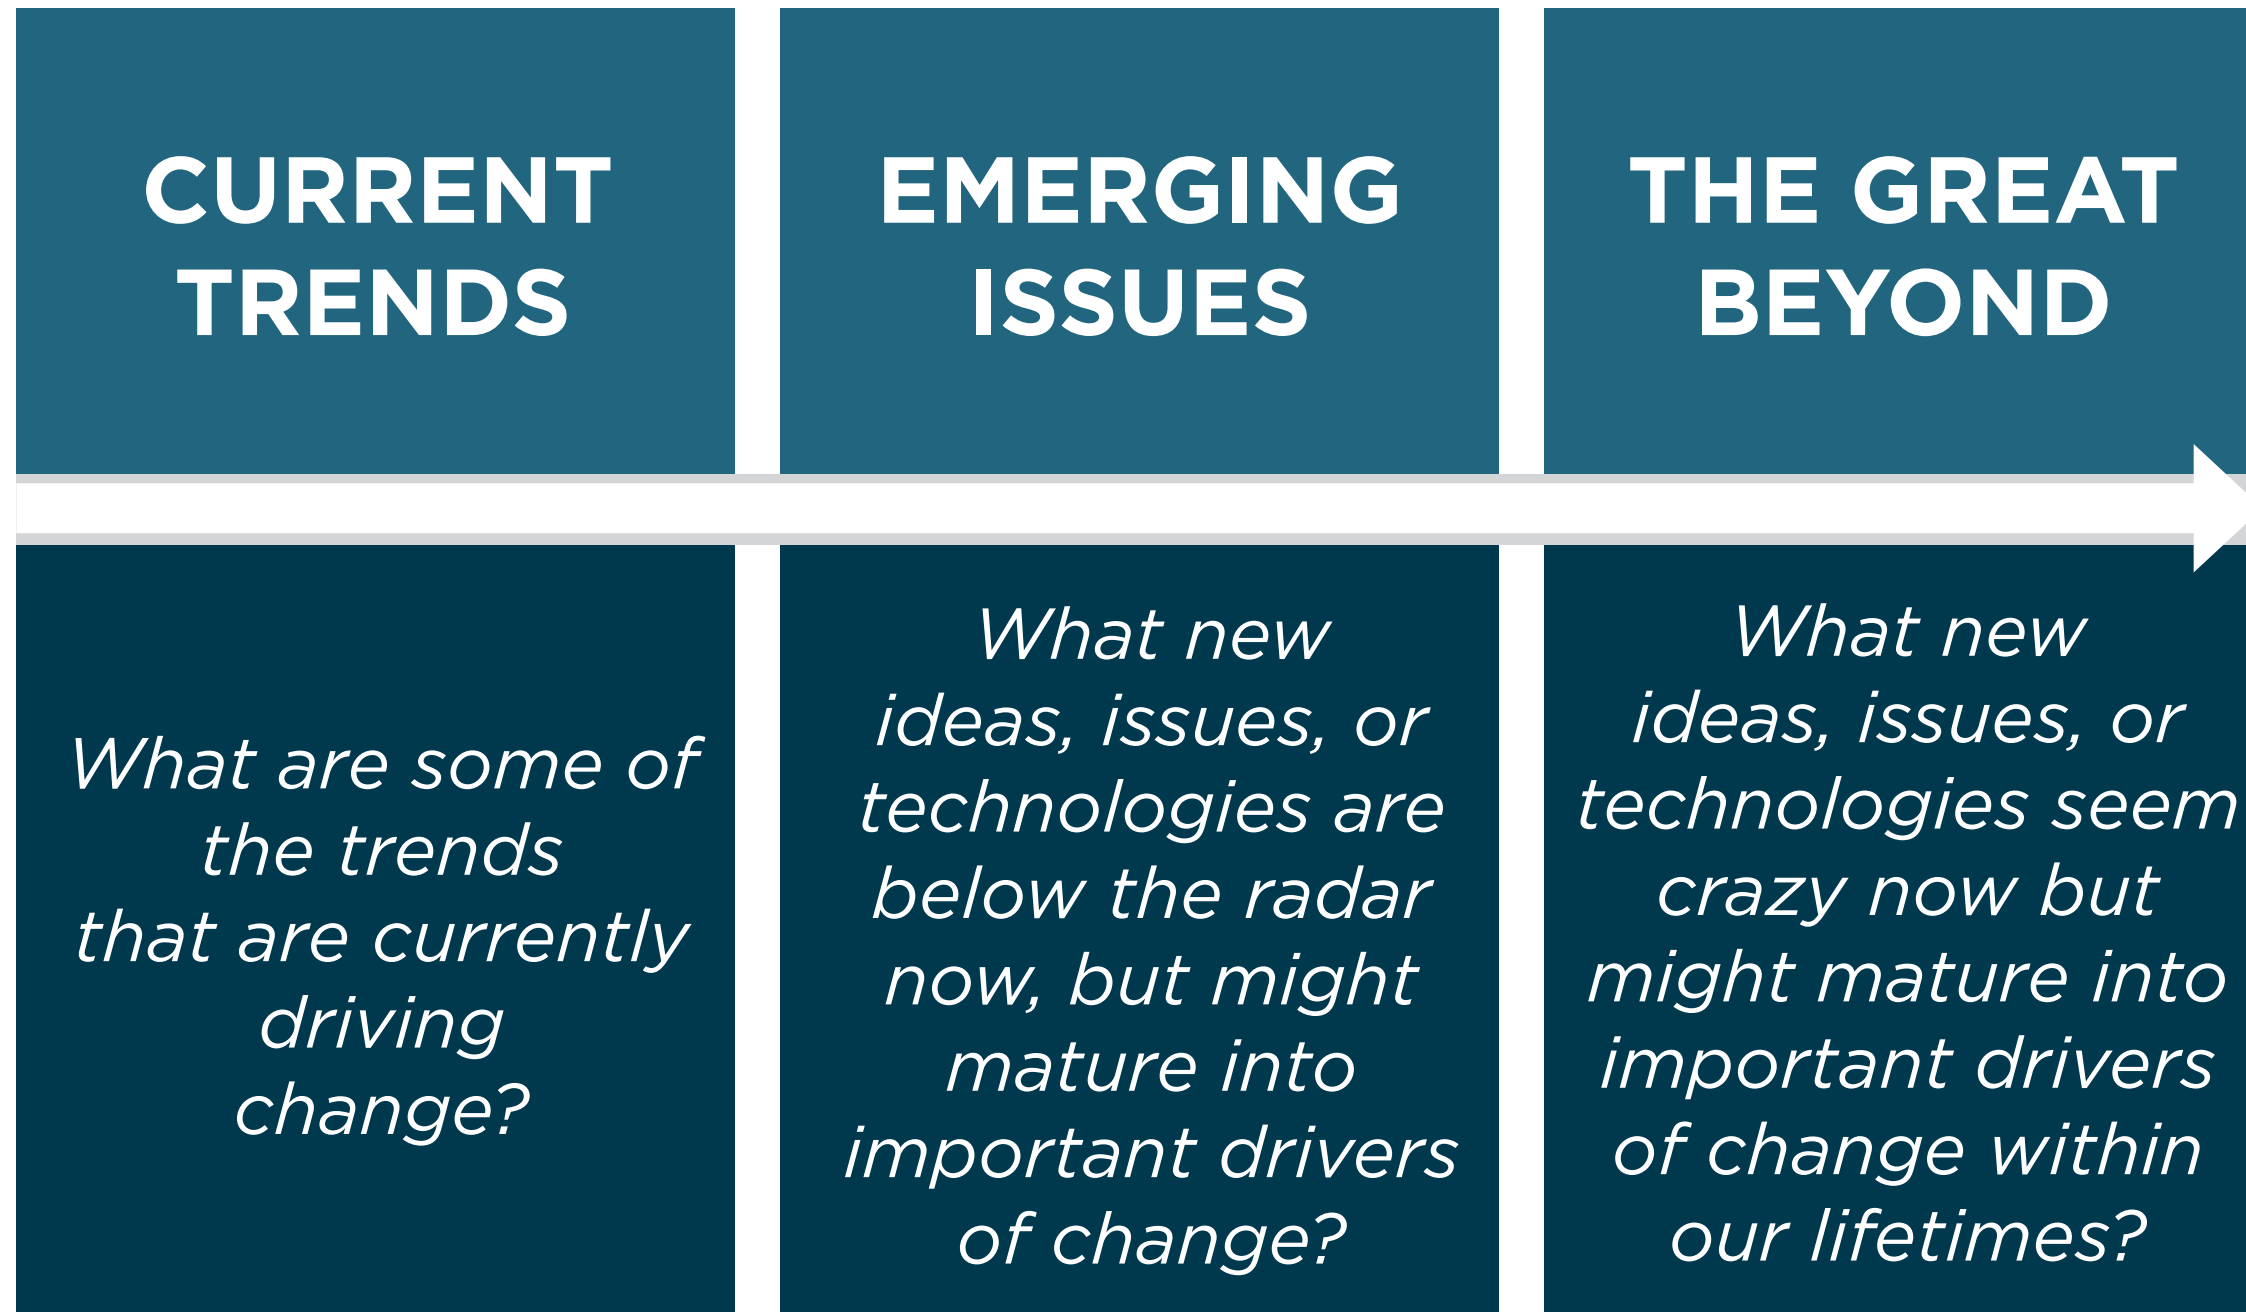 CURRENT
TRENDS
EMERGING
ISSUES
THE GREAT
BEYOND
What are some of
the trends
that are currently
driving
change?
What new
ideas, issues, or
technologies are
below the radar
now, but might
mature into
important drivers
of change?
What new
ideas, issues, or
technologies seem
crazy now but
might mature into
important drivers
of change within
our lifetimes?